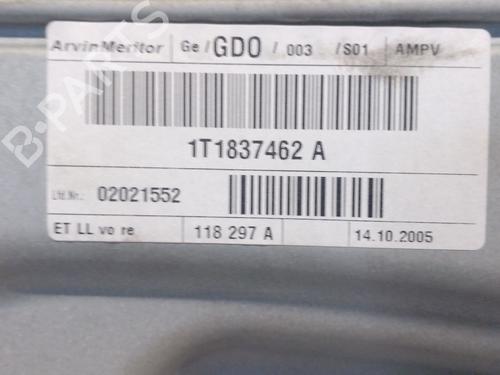 ArvinMeritor Ge / GDO / 003 / S01 AMPV
1T1837462 A
Lfd.Nr.: 02021552
ET LL vo re 118 297 A 14.10.2005
B-PARTS